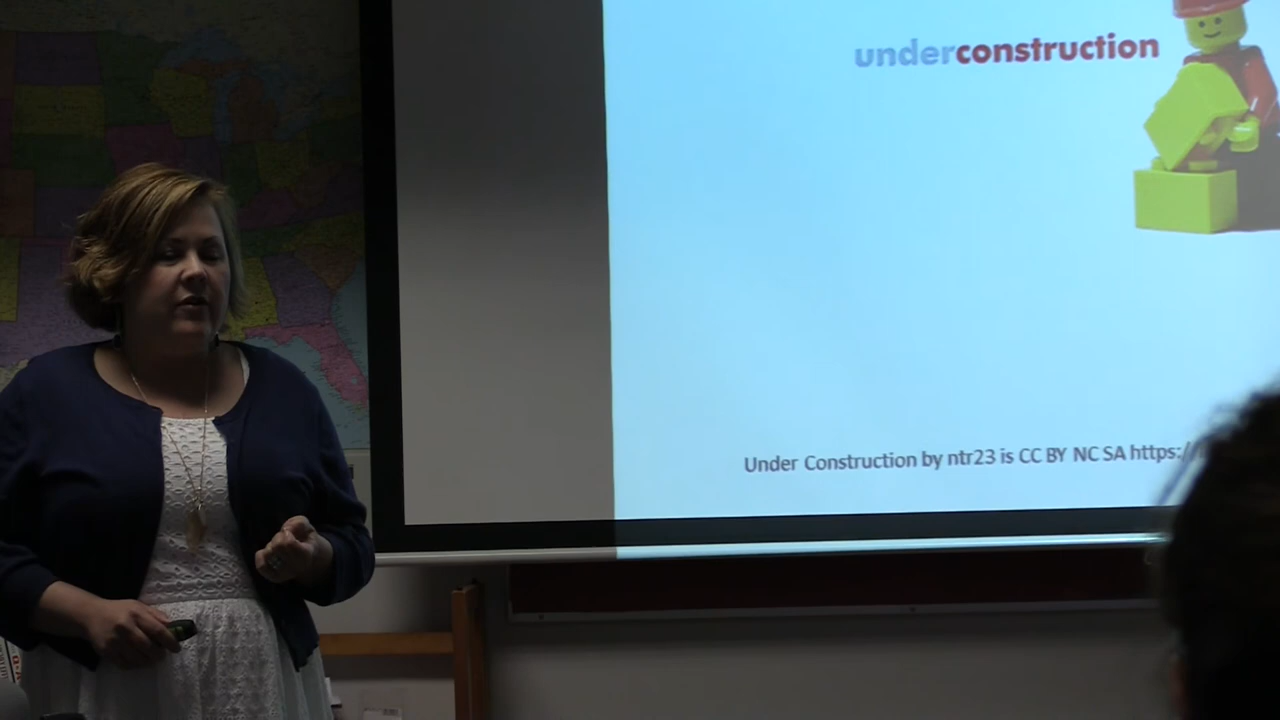 underconstruction
Under Construction by ntr23 is CC BY NC SA https:/